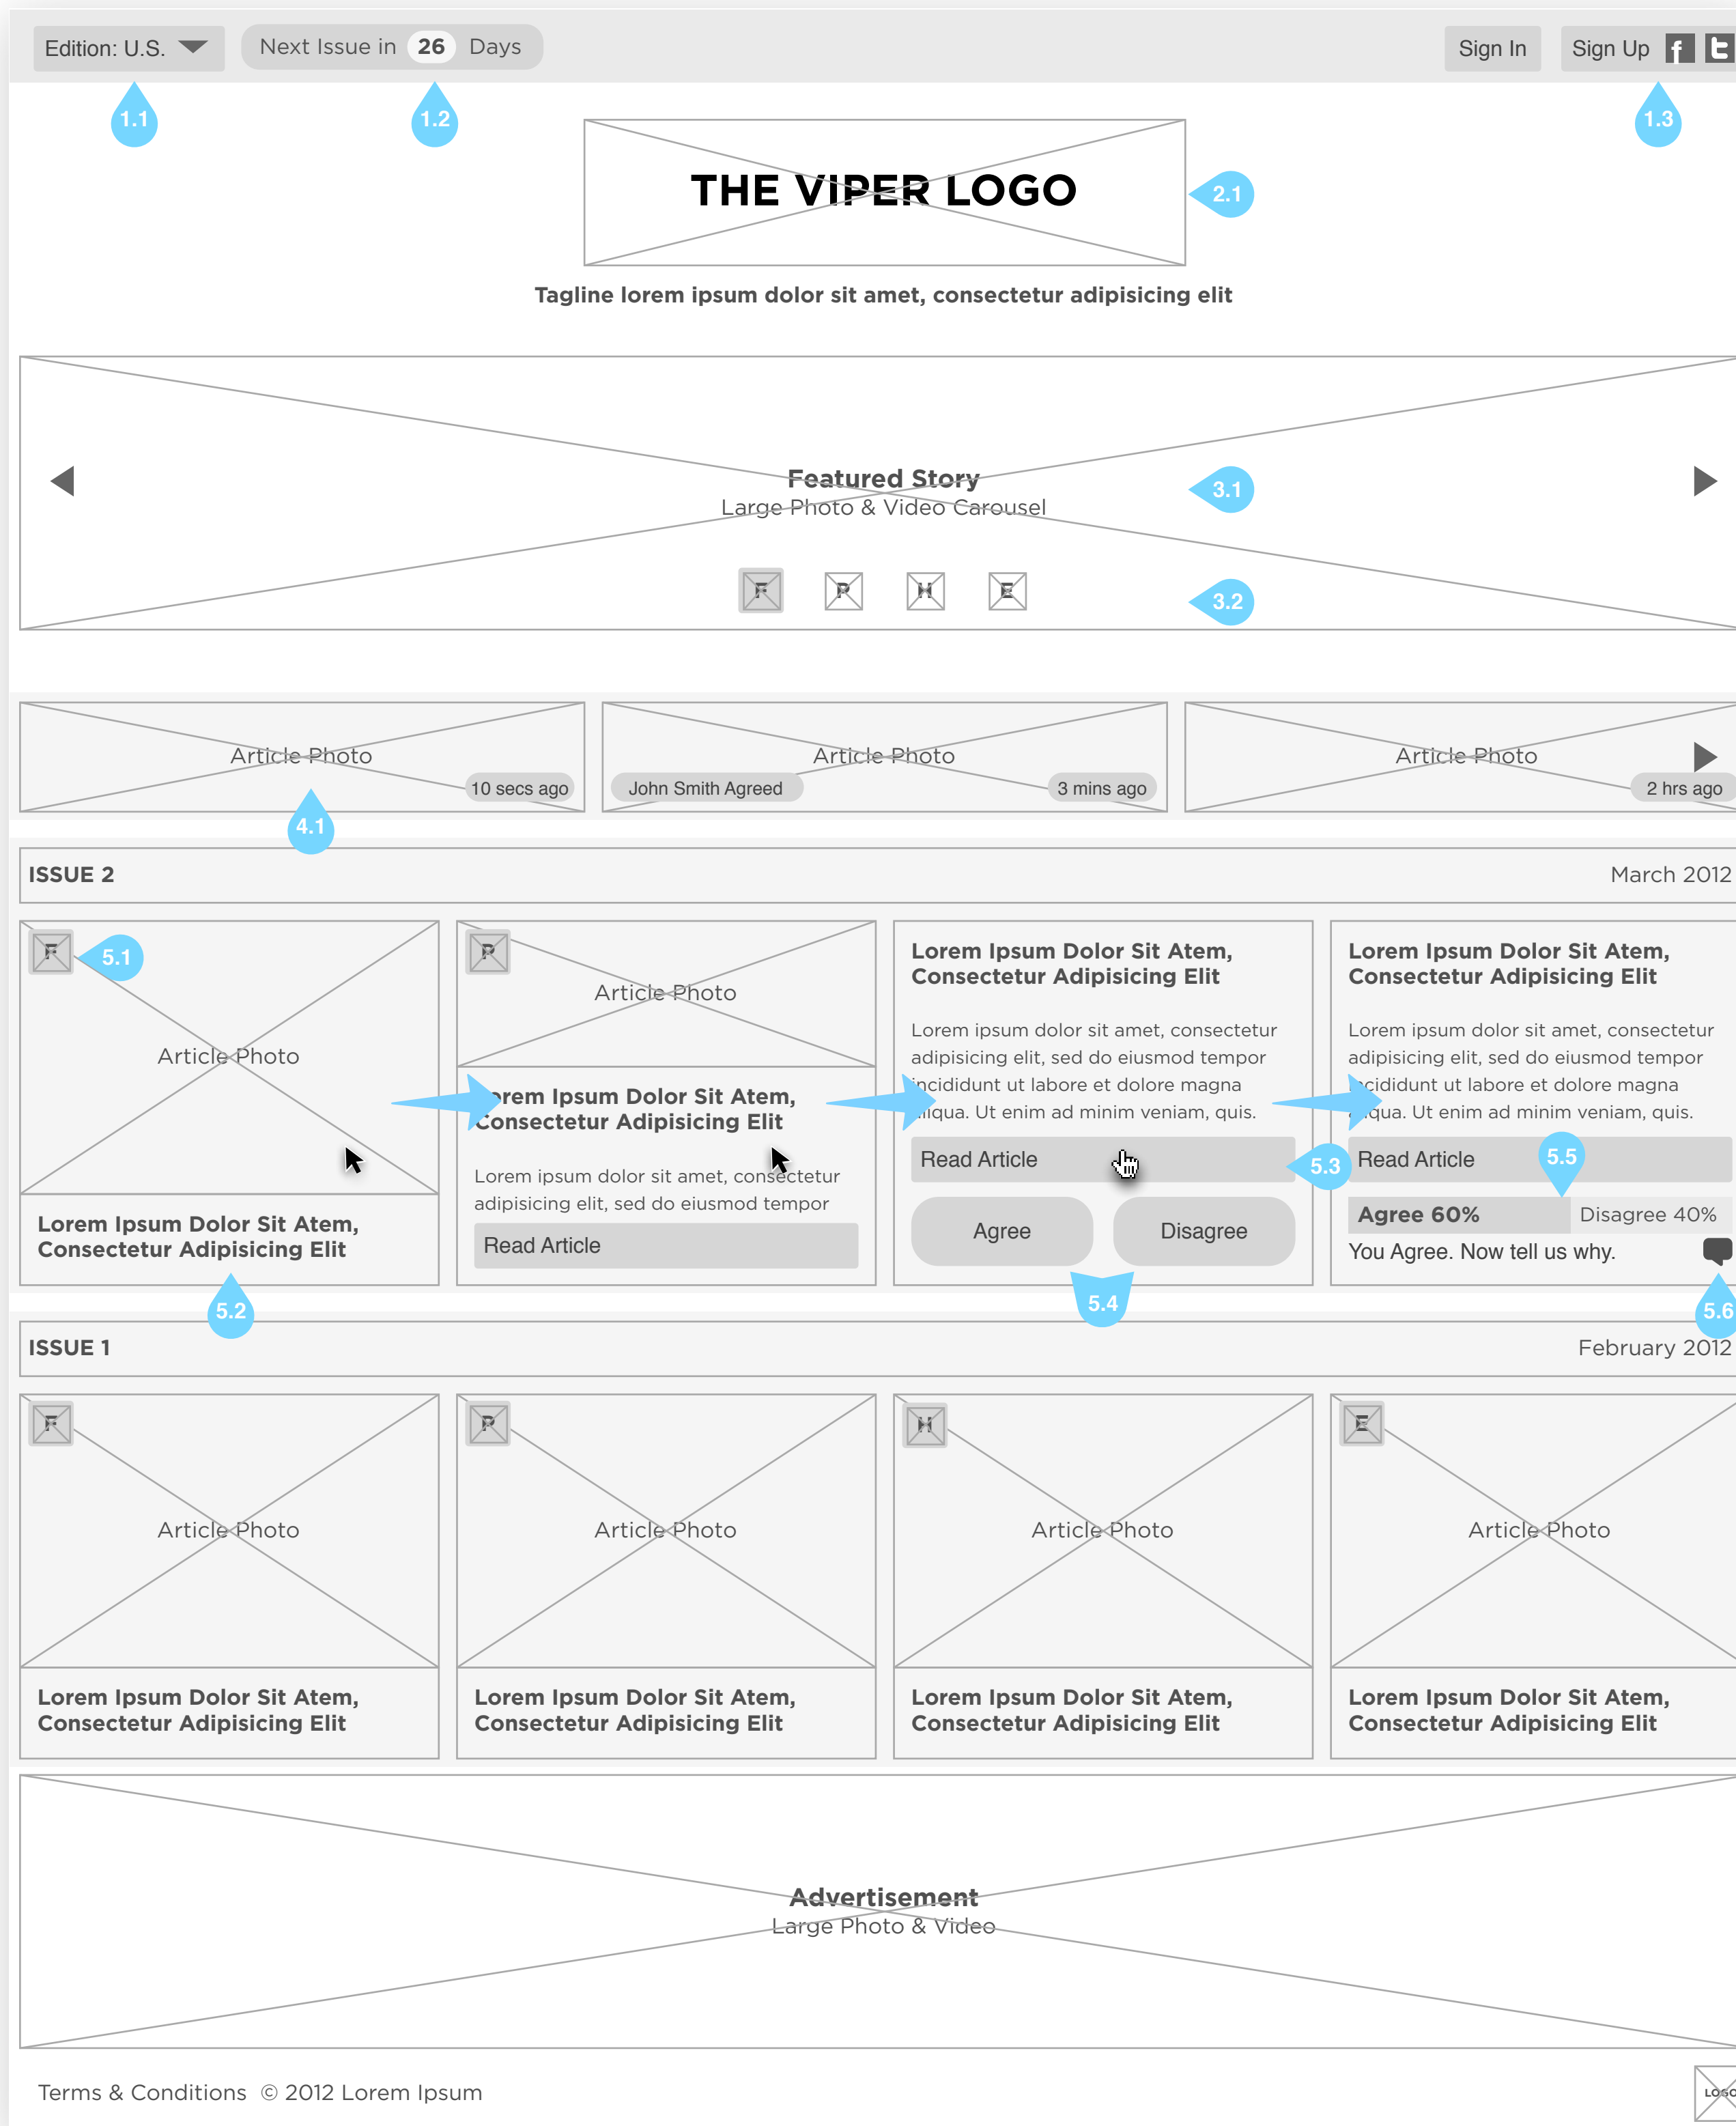 Edition: U.S.
Next Issue in 26 Days
Sign In
Sign Up
1.1
1.2
1.3
THE VIPER LOGO
2.1
Tagline lorem ipsum dolor sit amet, consectetur adipisicing elit
Featured Story
3.1
Large Photo & Video Carousel
F P H E
3.2
Article Photo
10 secs ago
Article Photo
John Smith Agreed
3 mins ago
Article Photo
2 hrs ago
4.1
ISSUE 2
March 2012
F
5.1
Article Photo
Lorem Ipsum Dolor Sit Atem,
Consectetur Adipisicing Elit
5.2
P
Article Photo
Lorem Ipsum Dolor Sit Atem,
Consectetur Adipisicing Elit
Lorem ipsum dolor sit amet, consectetur
adipisicing elit, sed do eiusmod tempor
Read Article
Lorem Ipsum Dolor Sit Atem,
Consectetur Adipisicing Elit
Lorem ipsum dolor sit amet, consectetur
adipisicing elit, sed do eiusmod tempor
incididunt ut labore et dolore magna
aliqua. Ut enim ad minim veniam, quis.
Read Article
5.3
Agree
Disagree
5.4
Lorem Ipsum Dolor Sit Atem,
Consectetur Adipisicing Elit
Lorem ipsum dolor sit amet, consectetur
adipisicing elit, sed do eiusmod tempor
incididunt ut labore et dolore magna
aliqua. Ut enim ad minim veniam, quis.
Read Article
5.5
Agree 60%
Disagree 40%
You Agree. Now tell us why.
5.6
ISSUE 1
February 2012
F
Article Photo
Lorem Ipsum Dolor Sit Atem,
Consectetur Adipisicing Elit
P
Article Photo
Lorem Ipsum Dolor Sit Atem,
Consectetur Adipisicing Elit
H
Article Photo
Lorem Ipsum Dolor Sit Atem,
Consectetur Adipisicing Elit
E
Article Photo
Lorem Ipsum Dolor Sit Atem,
Consectetur Adipisicing Elit
Advertisement
Large Photo & Video
Terms & Conditions © 2012 Lorem Ipsum
LOGO